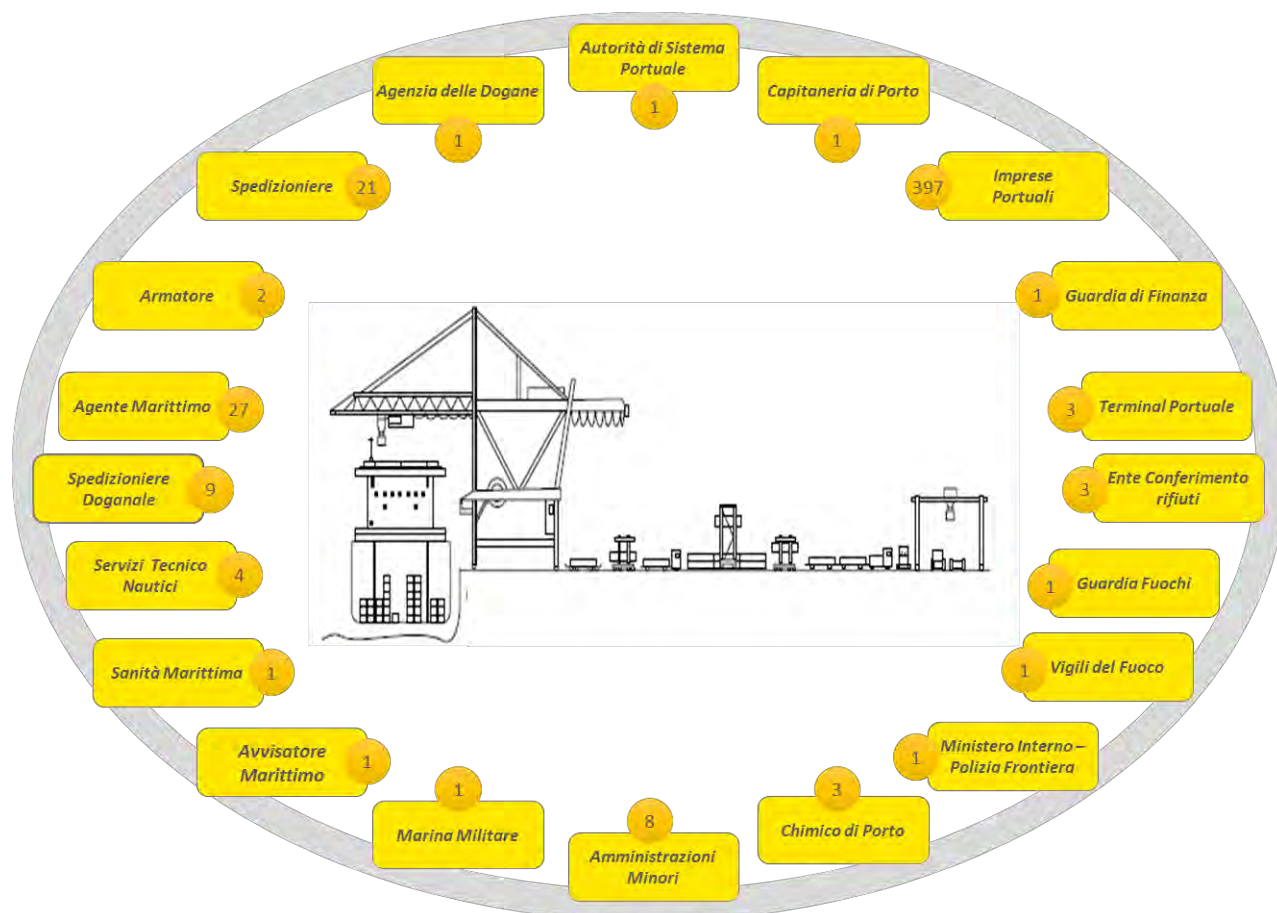 Autorità di Sistema
Portuale
1
Agenzia delle Dogane
1
Capitaneria di Porto
1
Spedizioniere
21
397
Imprese
Portuali
Armatore
2
1
Guardia di Finanza
Agente Marittimo
27
3
Terminal Portuale
Spedizioniere
Doganale
9
3
Ente Conferimento
rifiuti
Servizi Tecnico
Nautici
4
1
Guardia Fuochi
Sanità Marittima
1
1
Vigili del Fuoco
Avvisatore
Marittimo
1
1
Ministero Interno –
Polizia Frontiera
1
Marina Militare
8
Amministrazioni
Minori
3
Chimico di Porto